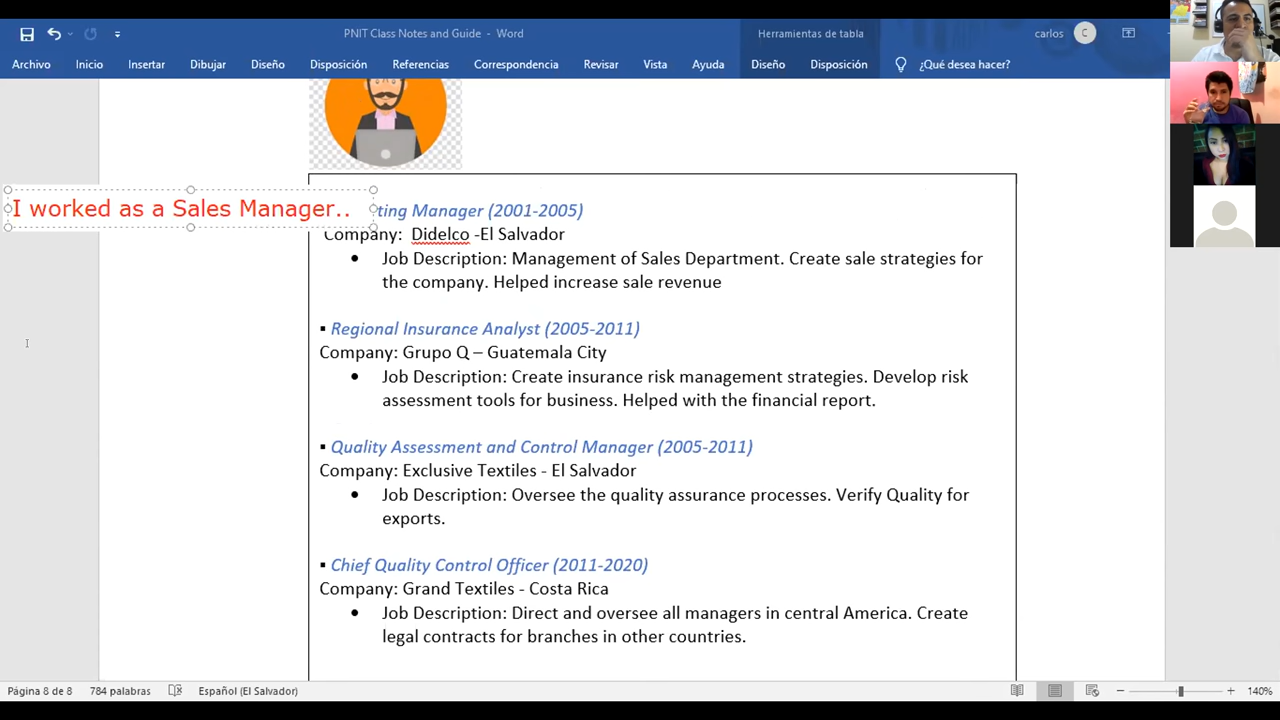 PNIT Class Notes and Guide - Word
Herramientas de tabla
carlos
C
Archivo
Inicio
Insertar
Dibujar
Diseño
Disposición
Referencias
Correspondencia
Revisar
Vista
Ayuda
Diseño
Disposición
¿Qué desea hacer?
I worked as a Sales Manager..
ting Manager (2001-2005)
Company: Didelco -El Salvador
• Job Description: Management of Sales Department. Create sale strategies for
the company. Helped increase sale revenue
▪ Regional Insurance Analyst (2005-2011)
Company: Grupo Q – Guatemala City
• Job Description: Create insurance risk management strategies. Develop risk
assessment tools for business. Helped with the financial report.
▪ Quality Assessment and Control Manager (2005-2011)
Company: Exclusive Textiles - El Salvador
• Job Description: Oversee the quality assurance processes. Verify Quality for
exports.
▪ Chief Quality Control Officer (2011-2020)
Company: Grand Textiles - Costa Rica
• Job Description: Direct and oversee all managers in central America. Create
legal contracts for branches in other countries.
Página 8 de 8
784 palabras
Español (El Salvador)
140%